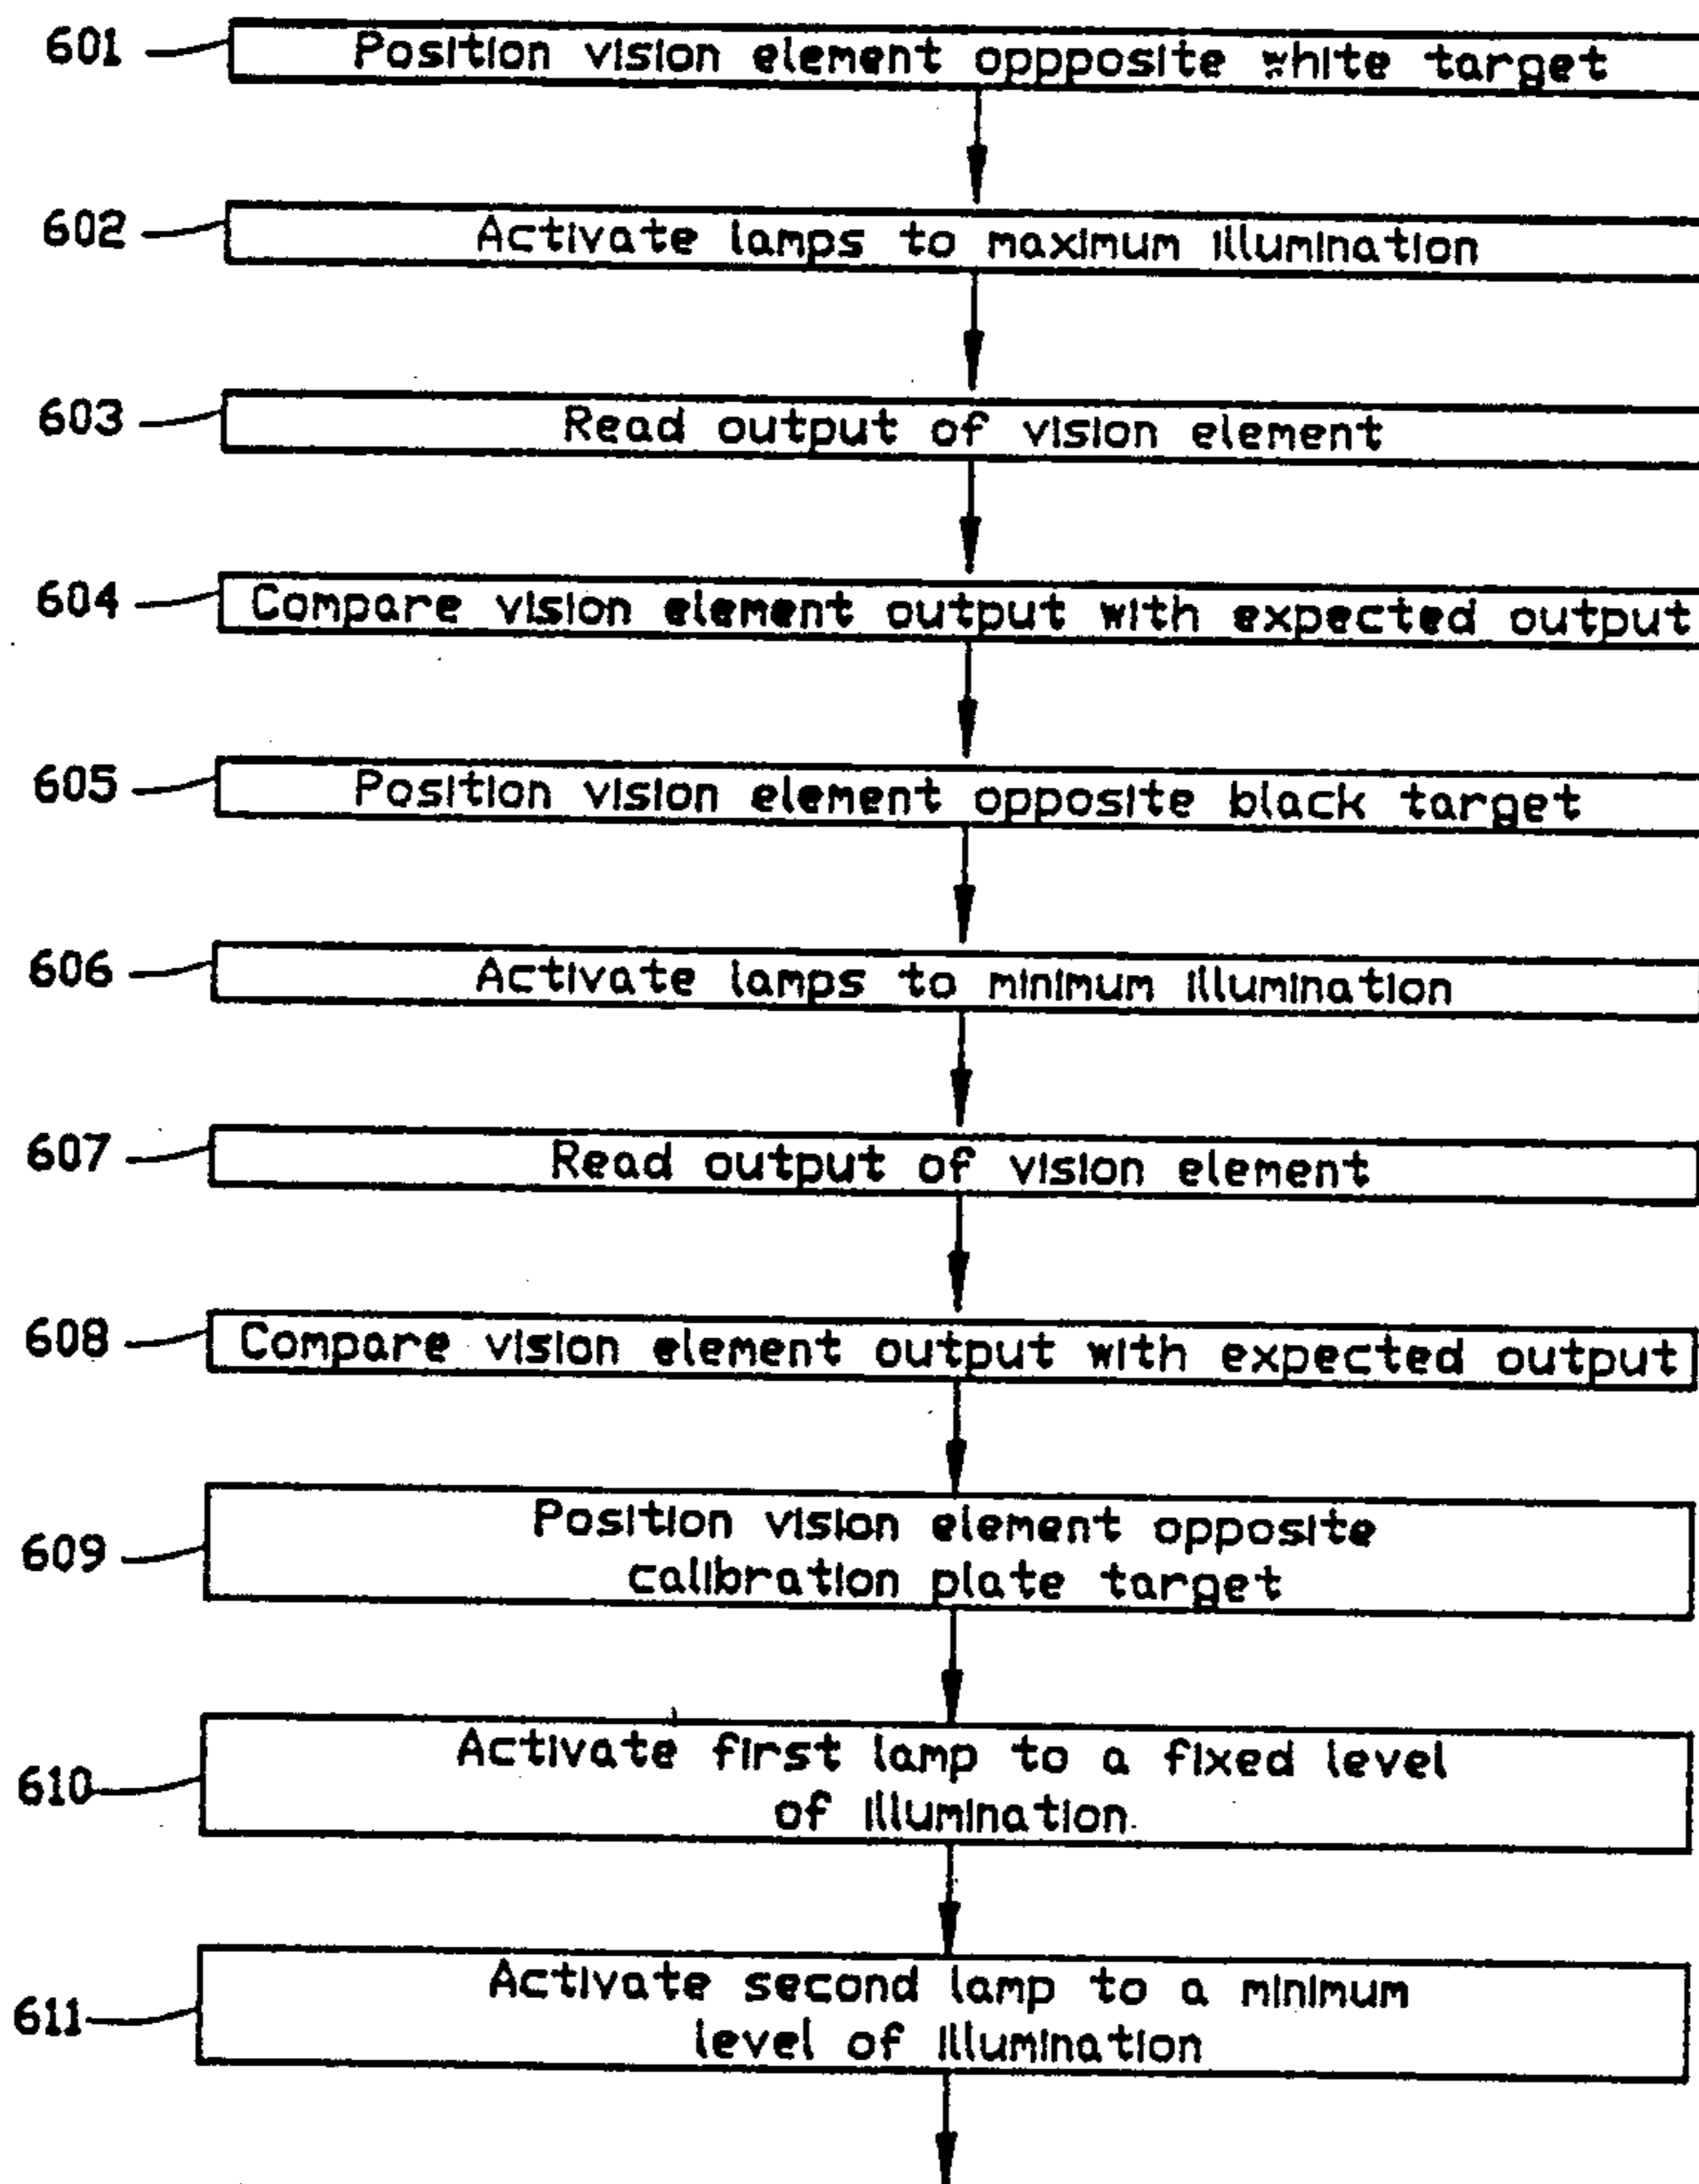 601 Position vision element oppposite white target
602 Activate lamps to maximum illumination
603 Read output of vision element
604 Compare vision element output with expected output
605 Position vision element opposite black target
606 Activate lamps to minimum illumination
607 Read output of vision element
608 Compare vision element output with expected output
609 Position vision element opposite
calibration plate target
610 Activate first lamp to a fixed level
of illumination.
611 Activate second lamp to a minimum
level of illumination